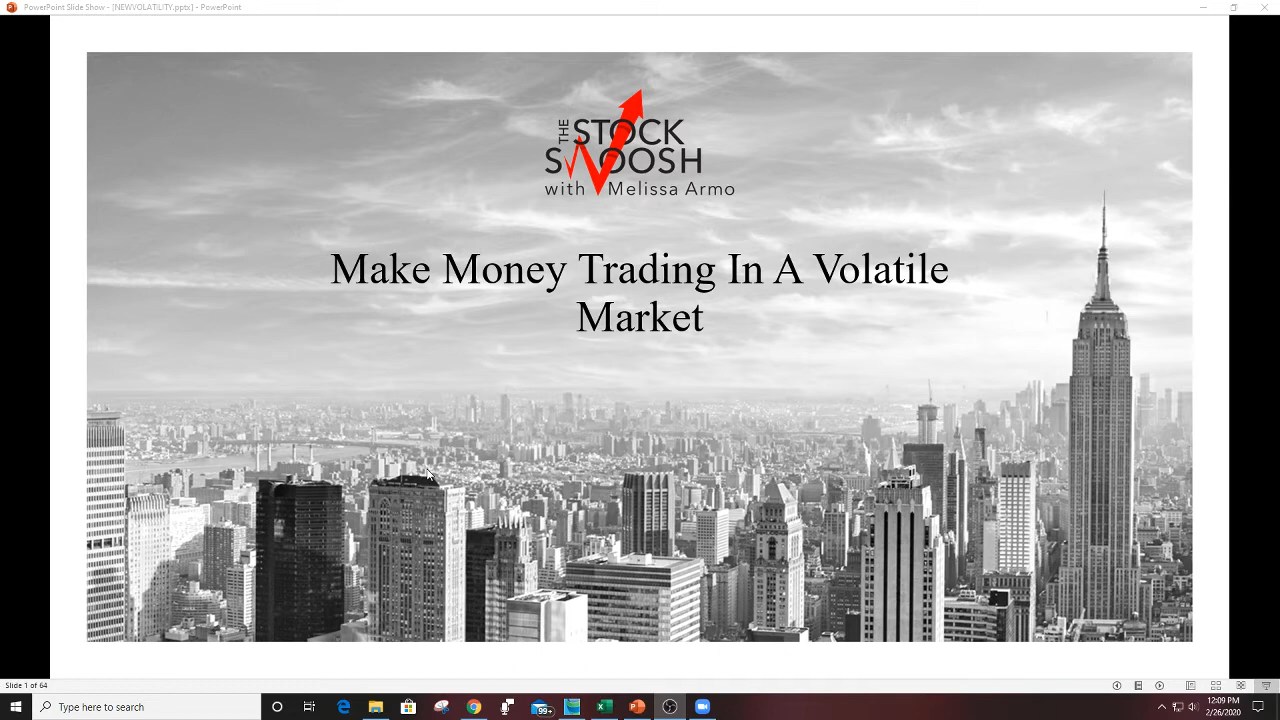 PowerPoint Slide Show - [NEWVOLATILITY.pptx] - PowerPoint
THE STOCK
SWOOSH
with Melissa Armo
Make Money Trading In A Volatile
Market
Slide 1 of 64
Type here to search
99+
12:09 PM
2/26/2020